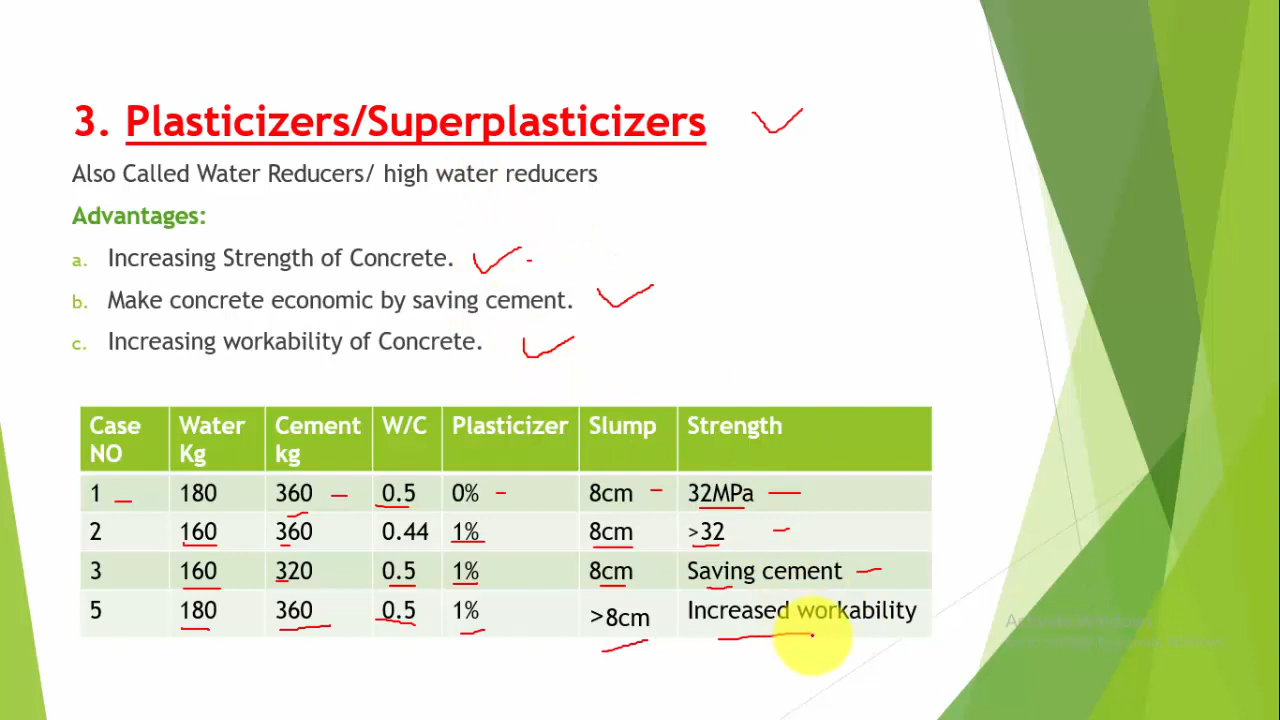 3. Plasticizers/Superplasticizers
Also Called Water Reducers/ high water reducers
Advantages:
a. Increasing Strength of Concrete.
b. Make concrete economic by saving cement.
c. Increasing workability of Concrete.
Case NO Water Kg Cement kg W/C Plasticizer Slump Strength
1 180 360 0.5 0% 8cm 32MPa
2 160 360 0.44 1% 8cm >32
3 160 320 0.5 1% 8cm Saving cement
5 180 360 0.5 1% >8cm Increased workability
Activate Windows